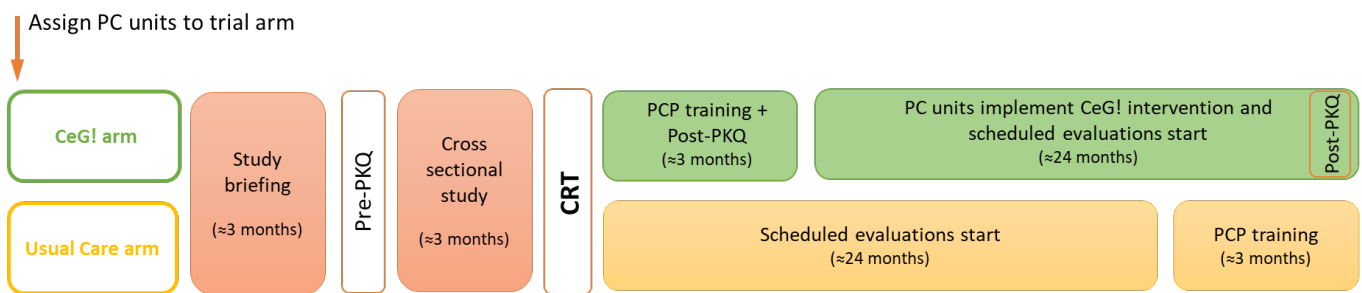 Assign PC units to trial arm
CeG! arm
Usual Care arm
Study
briefing
(≈3 months)
Pre-PKQ
Cross
sectional
study
(≈3 months)
CRT
PCP training +
Post-PKQ
(≈3 months)
PC units implement CeG! intervention and
scheduled evaluations start
(≈24 months)
Post-PKQ
Scheduled evaluations start
(≈24 months)
PCP training
(≈3 months)